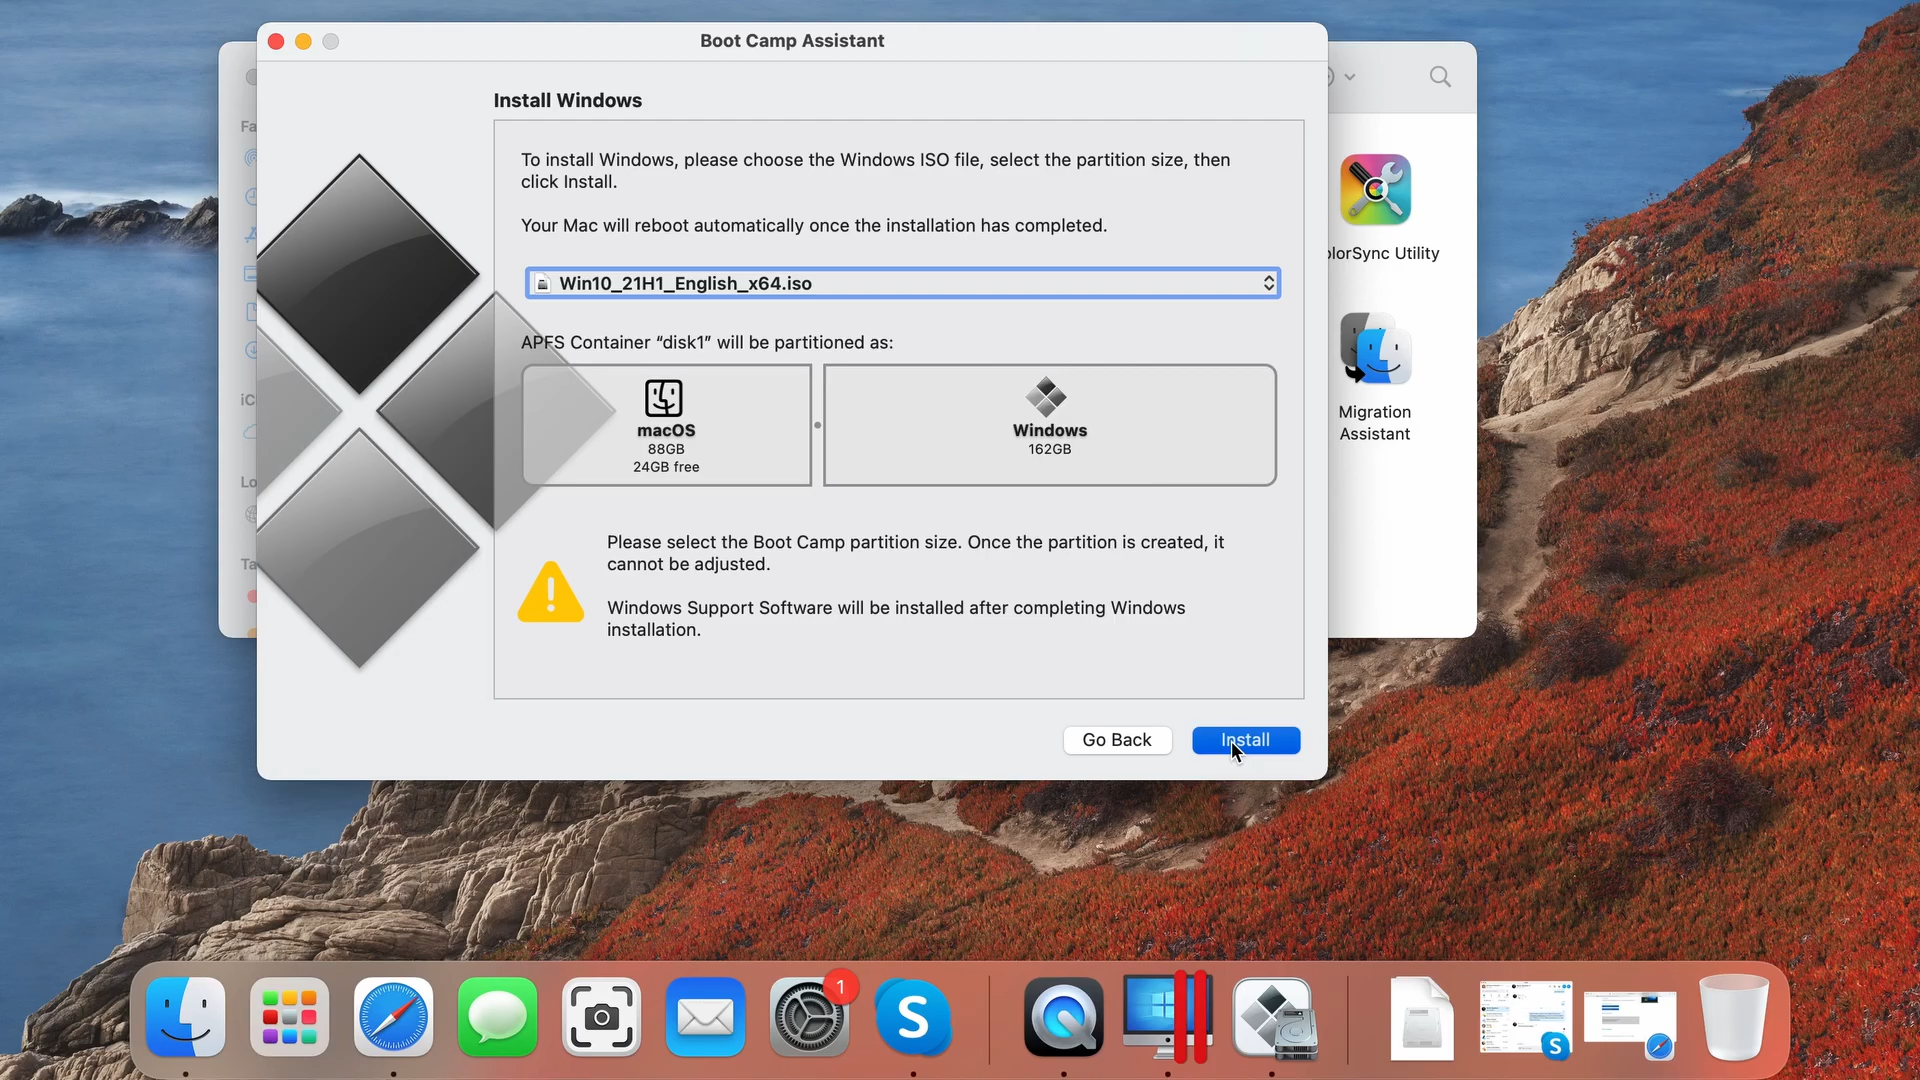 Boot Camp Assistant
Install Windows
To install Windows, please choose the Windows ISO file, select the partition size, then
click Install.
Your Mac will reboot automatically once the installation has completed.
Win10_21H1_English_x64.iso
APFS Container “disk1” will be partitioned as:
macOS
88GB
24GB free
Windows
162GB
Please select the Boot Camp partition size. Once the partition is created, it
cannot be adjusted.
Windows Support Software will be installed after completing Windows
installation.
Go Back
Install
Fa
iC
Lo
Ta
lorSync Utility
Migration
Assistant
1
S
S